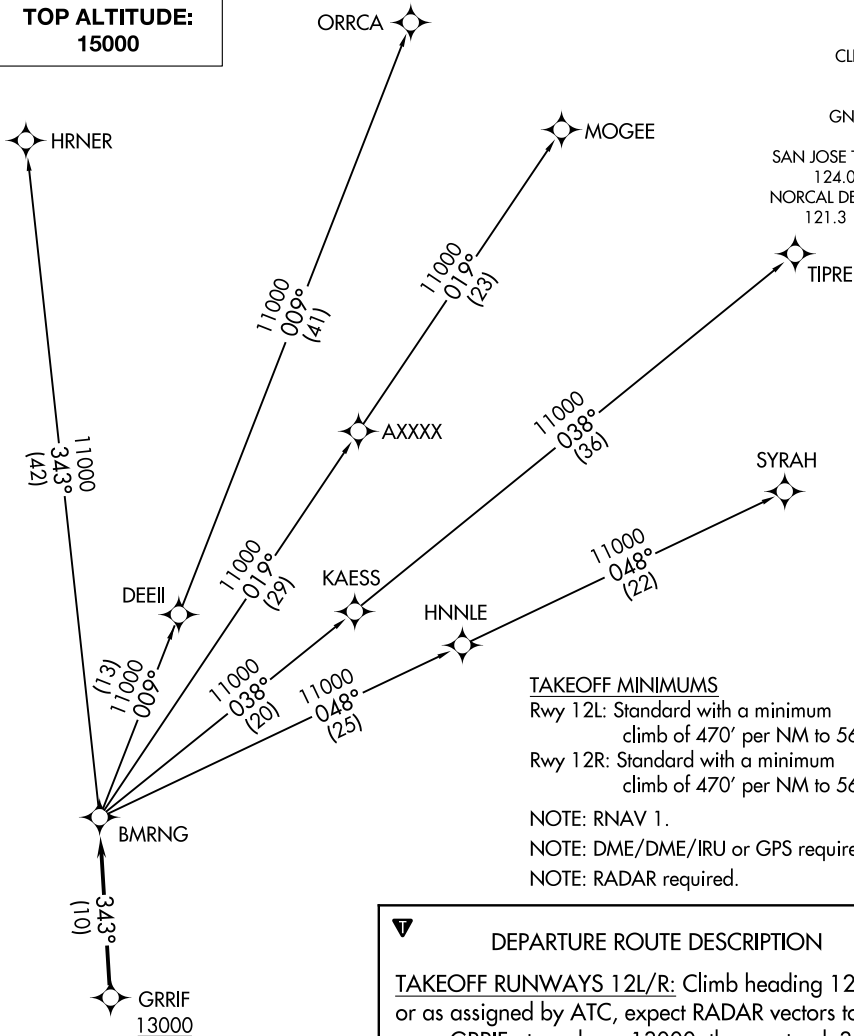 TOP ALTITUDE:
15000
ORRCA
HRNER
MOGEE
SAN JOSE
124.0
NORCAL
121.3
TIPRE
11000
009°
(41)
11000
019°
(23)
11000
343°
(42)
AXXXX
11000
038°
(36)
SYRAH
11000
048°
(22)
DEEII
11000
019°
(29)
KAESS
HNNLE
(13)
11000
009°
11000
038°
(20)
11000
048°
(25)
BMRNG
343°
(10)
GRRIF
13000
TAKEOFF MINIMUMS
Rwy 12L: Standard with a minimum
climb of 470' per NM to 56
Rwy 12R: Standard with a minimum
climb of 470' per NM to 56
NOTE: RNAV 1.
NOTE: DME/DME/IRU or GPS require
NOTE: RADAR required.
T
DEPARTURE ROUTE DESCRIPTION
TAKEOFF RUNWAYS 12L/R: Climb heading 12
or as assigned by ATC, expect RADAR vectors to